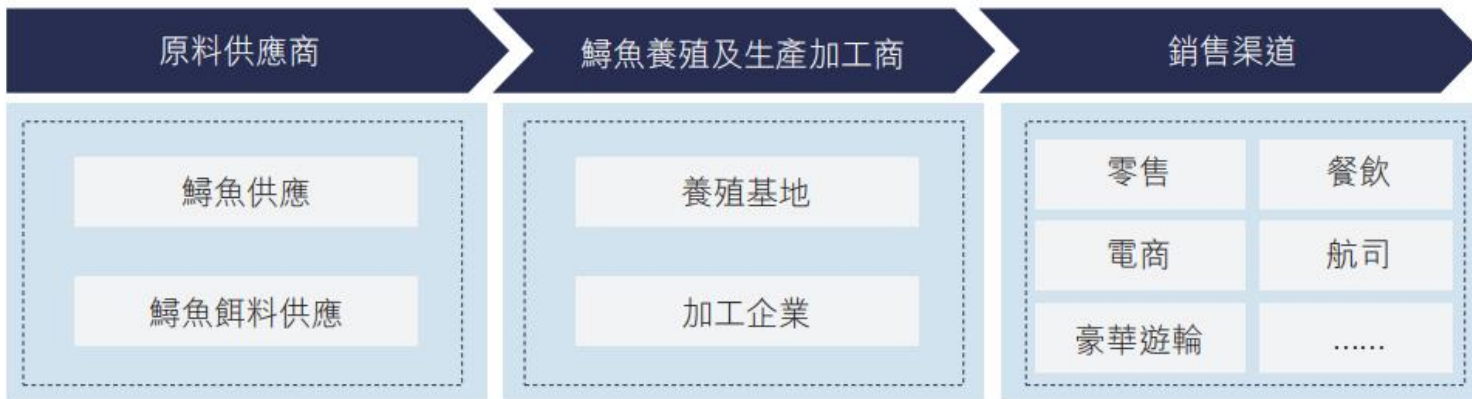 原料供應商
鱘魚養殖及生產加工商
銷售渠道
鱘魚供應
鱘魚餌料供應
養殖基地
加工企業
零售
餐飲
電商
航司
豪華遊輪
......